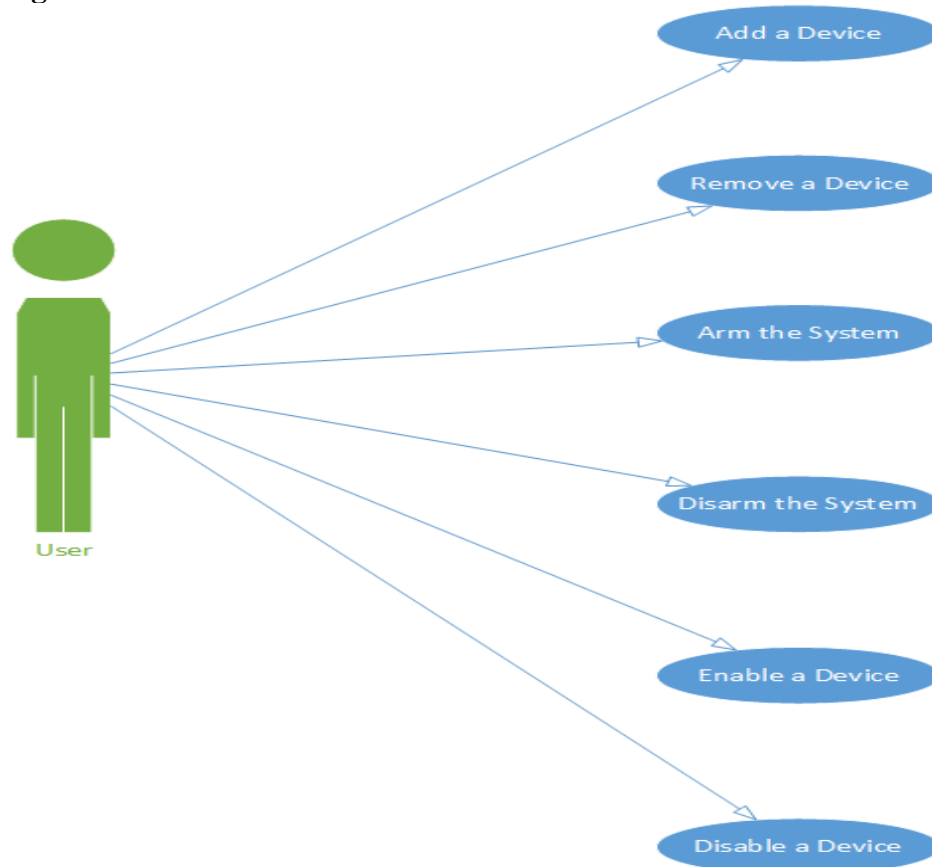 Add a Device
Remove a Device
Arm the System
Disarm the System
User
Enable a Device
Disable a Device